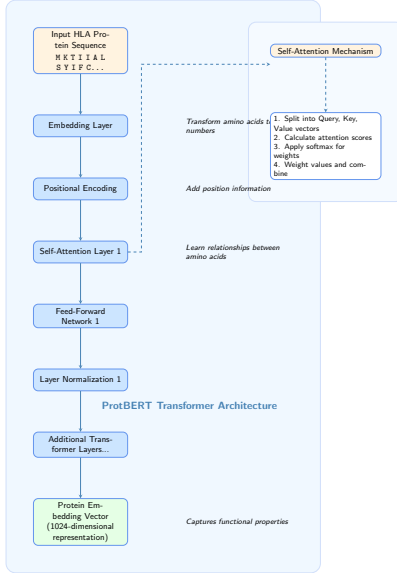 Input HLA Pro-
tein Sequence
M K T I I A L
S Y I F C...
Self-Attention Mechanism
Embedding Layer
Transform amino acids to
numbers
1. Split into Query, Key,
Value vectors
2. Calculate attention scores
3. Apply softmax for
weights
4. Weight values and com-
bine
Positional Encoding
Add position information
Self-Attention Layer 1
Learn relationships between
amino acids
Feed-Forward
Network 1
Layer Normalization 1
ProtBERT Transformer Architecture
Additional Trans-
former Layers...
Protein Em-
bedding Vector
(1024-dimensional
representation)
Captures functional properties